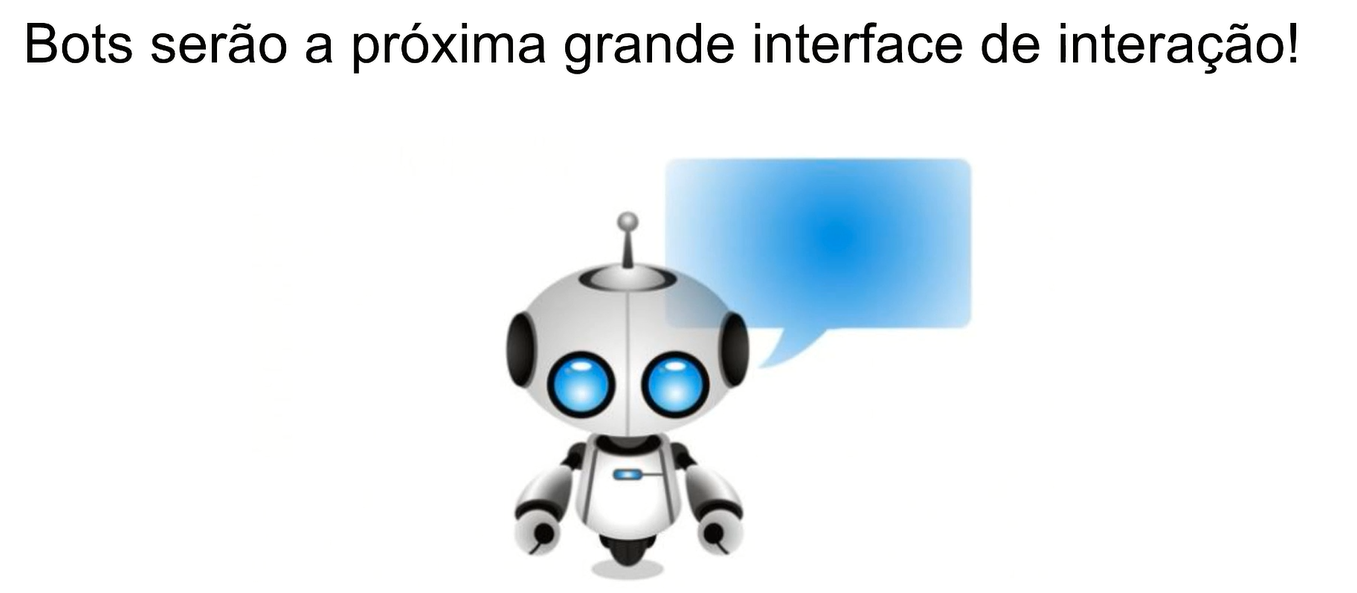 Bots serão a próxima grande interface de interação!